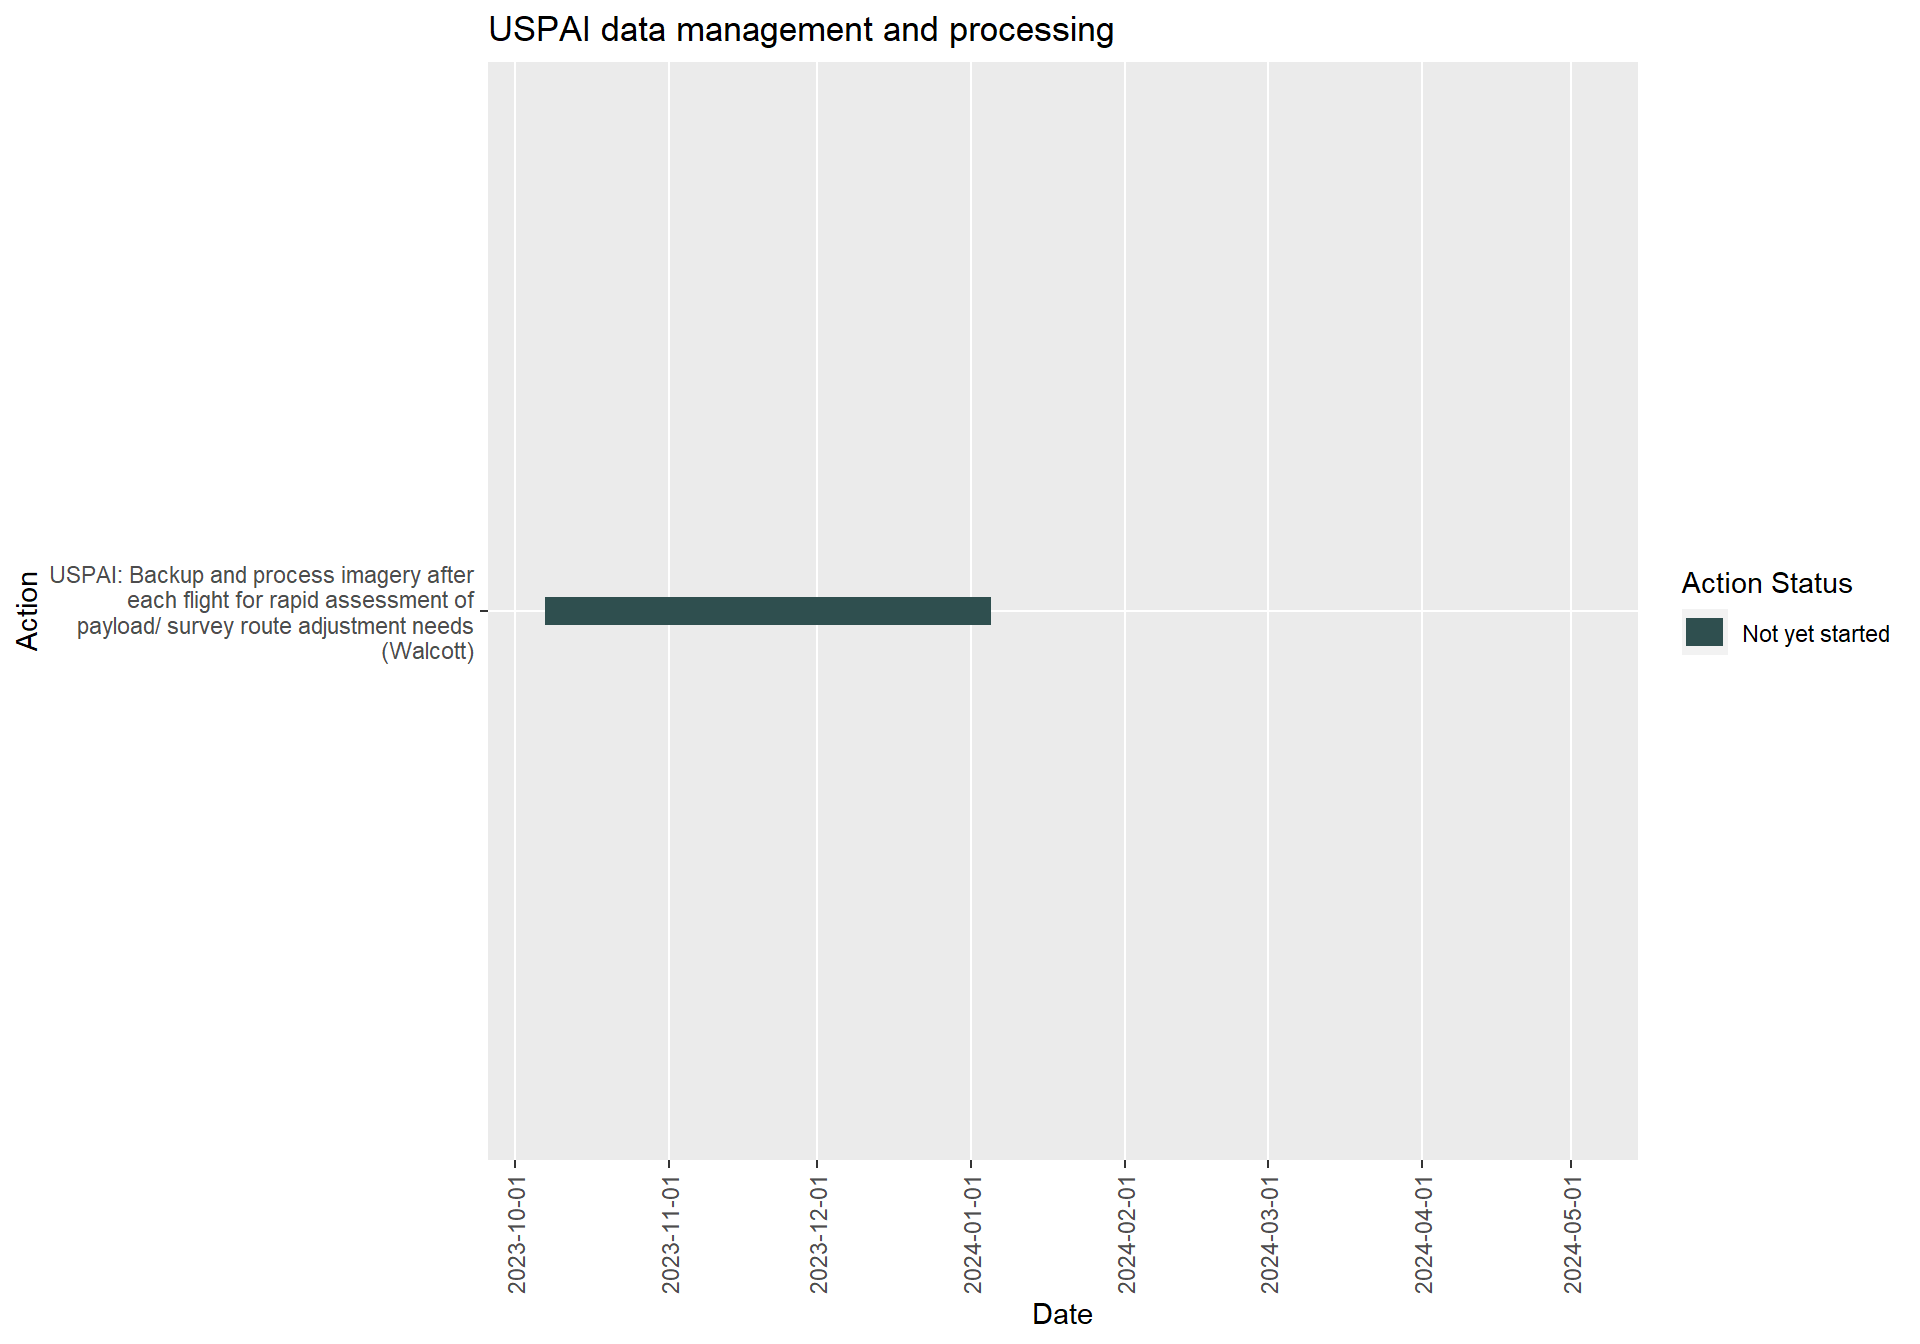 USPAI data management and processing
Action
USPAI: Backup and process imagery after
each flight for rapid assessment of
payload/ survey route adjustment needs
(Walcott)
Action Status
Not yet started
2023-10-01
2023-11-01
2023-12-01
2024-01-01
2024-02-01
2024-03-01
2024-04-01
2024-05-01
Date